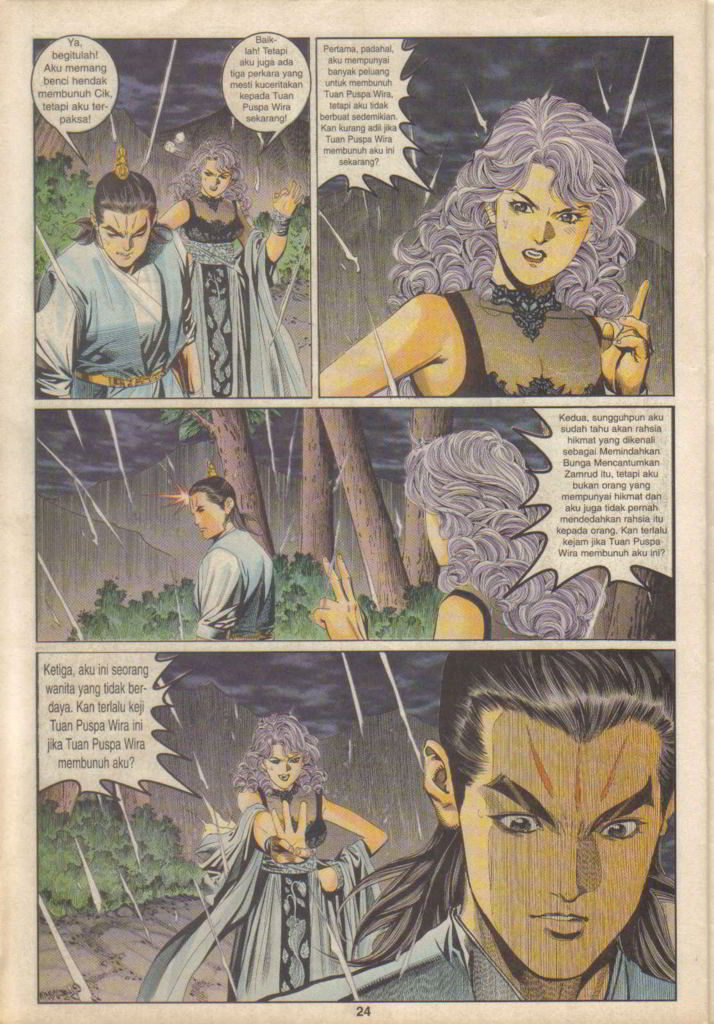 Ya,
begitulah!
Aku memang
benci hendak
membunuh Cik,
tetapi aku ter-
paksa!
Baik-
lah! Tetapi
aku juga ada
tiga perkara yang
mesti kuceritakan
kepada Tuan
Puspa Wira
sekarang!
Pertama, padahal,
aku mempunyai
banyak peluang
untuk membunuh
Tuan Puspa Wira,
tetapi aku tidak
berbuat sedemikian.
Kan kurang adil jika
Tuan Puspa Wira
membunuh aku ini
sekarang?
Kedua, sungguhpun aku
sudah tahu akan rahsia
hikmat yang dikenali
sebagai Memindahkan
Bunga Mencantumkan
Zamrud itu, tetapi aku
bukan orang yang
mempunyai hikmat dan
aku juga tidak pernah
mendedahkan rahsia itu
kepada orang. Kan terlalu
kejam jika Tuan Puspa
Wira membunuh aku ini?
Ketiga, aku ini seorang
wanita yang tidak ber-
daya. Kan terlalu keji
Tuan Puspa Wira ini
jika Tuan Puspa Wira
membunuh aku?
24